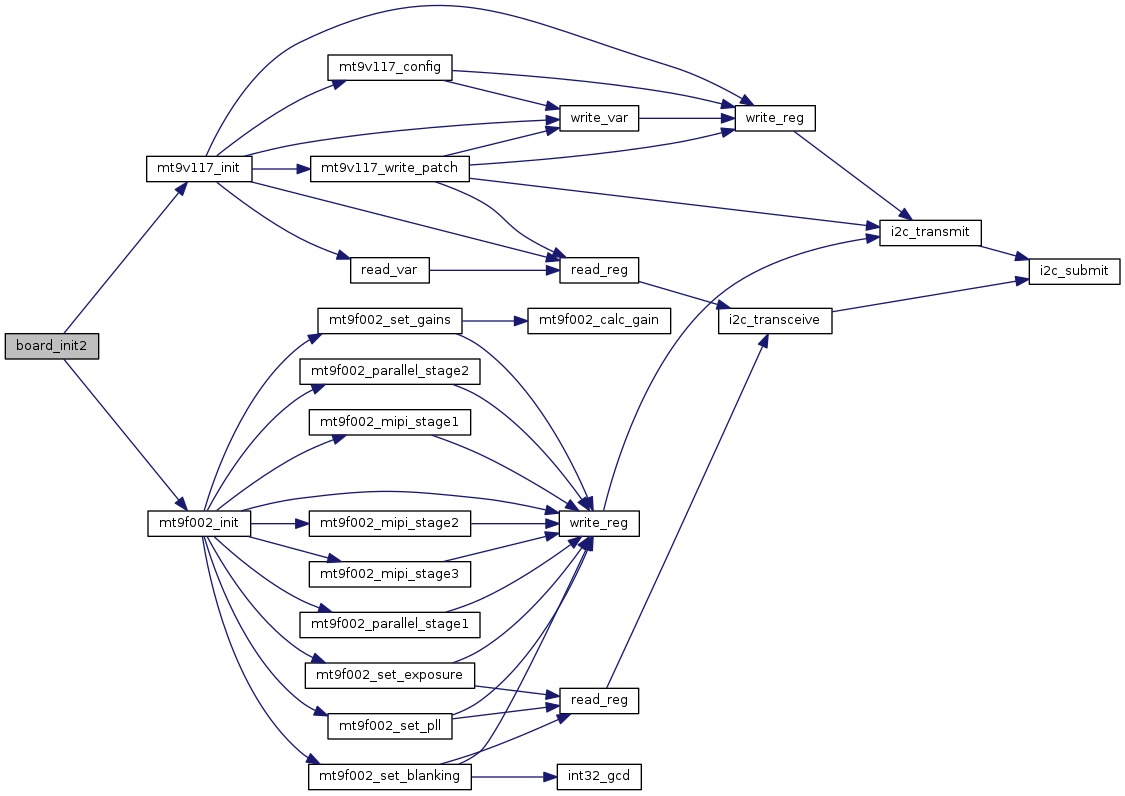 mt9v117_config
write_var
write_reg
mt9v117_init
mt9v117_write_patch
i2c_transmit
read_var
read_reg
i2c_submit
mt9f002_set_gains
mt9f002_calc_gain
i2c_transceive
board_init2
mt9f002_parallel_stage2
mt9f002_mipi_stage1
mt9f002_init
mt9f002_mipi_stage2
write_reg
mt9f002_mipi_stage3
mt9f002_parallel_stage1
mt9f002_set_exposure
read_reg
mt9f002_set_pll
mt9f002_set_blanking
int32_gcd